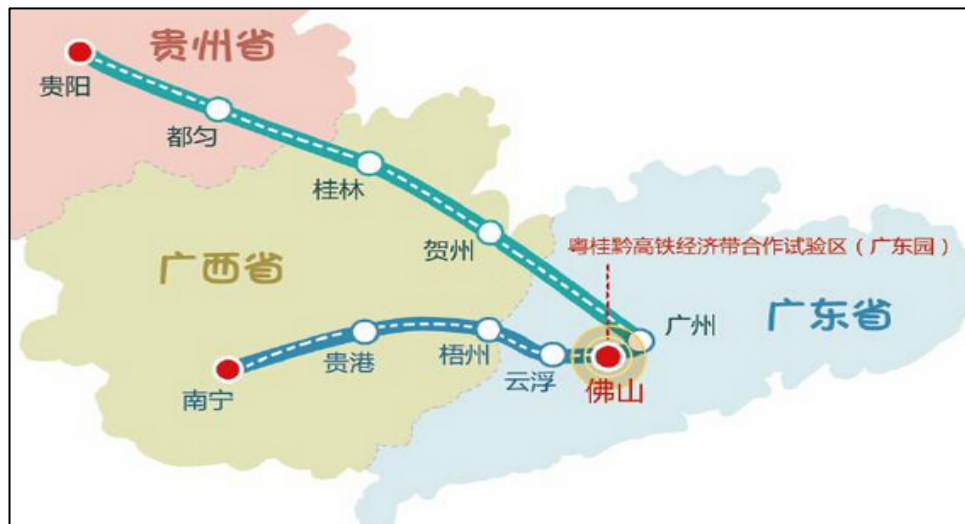 贵州省
贵阳
都匀
桂林
贺州
粤桂黔高铁经济带合作试验区（广东园）
广西省
广东省
广州
贵港
梧州
云浮
南宁
佛山